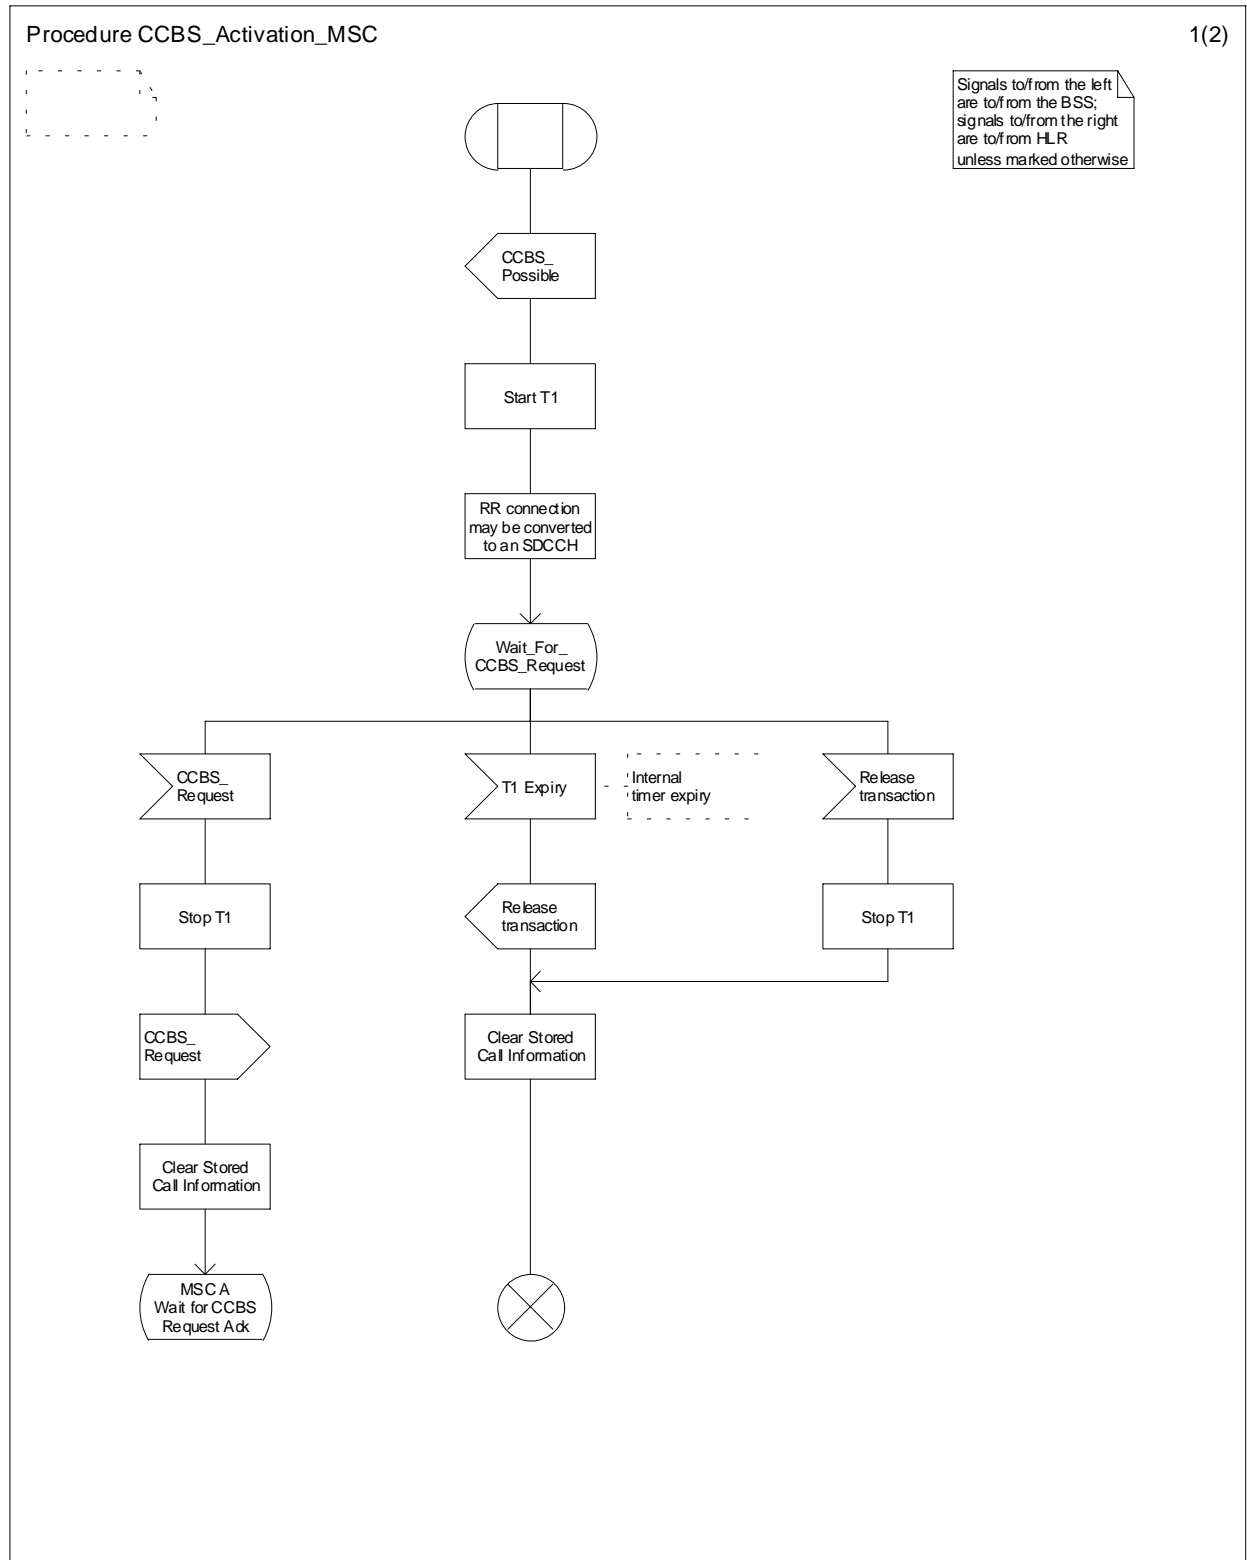 Procedure CCBS_Activation_MSC
1(2)
Signals to/from the left
are to/from the BSS;
signals to/from the right
are to/from HLR
unless marked otherwise
CCBS_
Possible
Start T1
RR connection
may be converted
to an SDCCH
Wait_For_
CCBS_Request
CCBS_
Request
T1 Expiry
Internal
timer expiry
Release
transaction
Stop T1
Release
transaction
Stop T1
CCBS_
Request
Clear Stored
Call Information
Clear Stored
Call Information
MSC A
Wait for CCBS
Request Ack